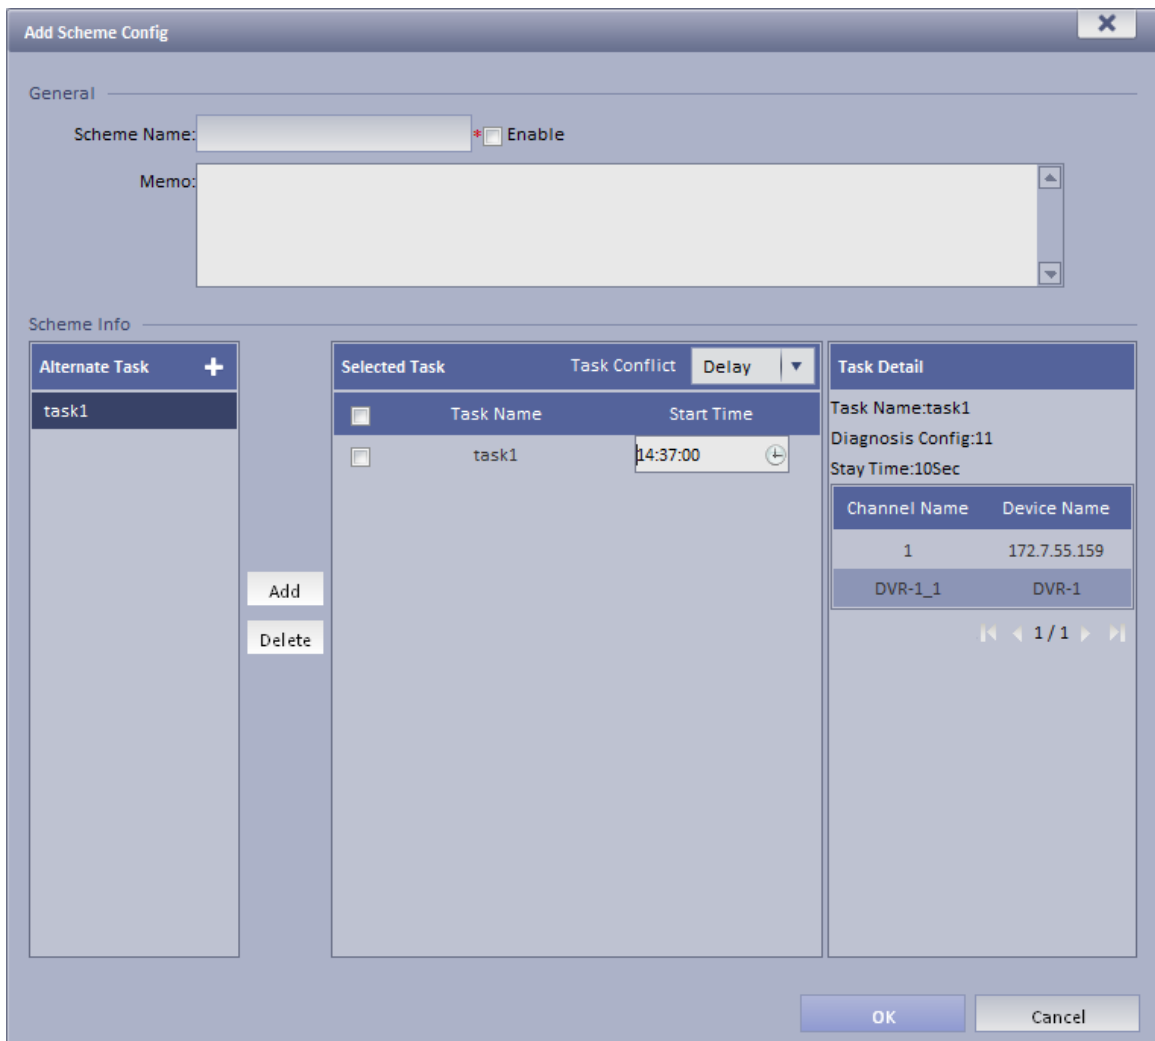 Add Scheme Config
General
Scheme Name: * Enable
Memo:
Scheme Info
Alternate Task
task1
Add
Delete
Selected Task Task Conflict Delay
Task Name Start Time
task1 14:37:00
Task Detail
Task Name:task1
Diagnosis Config:11
Stay Time:10Sec
Channel Name Device Name
1 172.7.55.159
DVR-1_1 DVR-1
1 / 1
OK Cancel